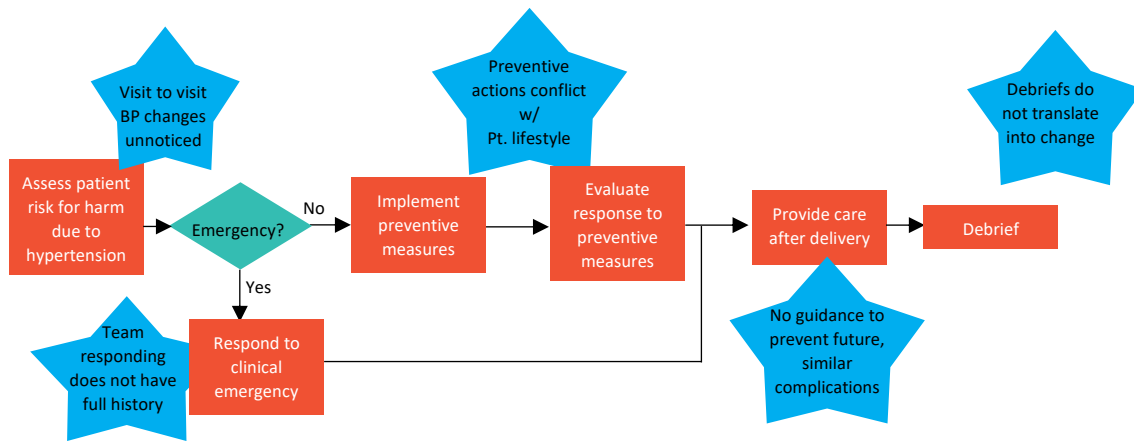 Visit to visit
BP changes
unnoticed
Preventive
actions conflict
w/
Pt. lifestyle
Debriefs do
not translate
into change
Assess patient
risk for harm
due to
hypertension
Emergency?
No
Implement
preventive
measures
Evaluate
response to
preventive
measures
Provide care
after delivery
Debrief
Yes
Team
responding
does not have
full history
Respond to
clinical
emergency
No guidance to
prevent future,
similar
complications